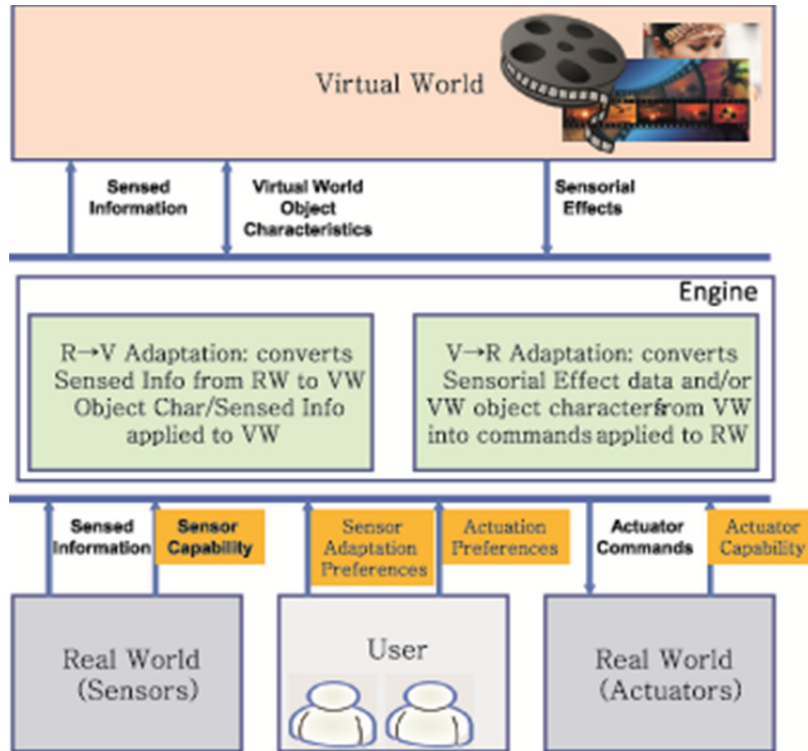 Virtual World
Sensed
Information
Virtual World
Object
Characteristics
Sensorial
Effects
Engine
R→V Adaptation: converts
Sensed Info from RW to VW
Object Char/Sensed Info
applied to VW
V→R Adaptation: converts
Sensorial Effect data and/or
VW object characters from VW
into commands applied to RW
Sensed
Information
Sensor
Capability
Sensor
Adaptation
Preferences
Actuation
Preferences
Actuator
Commands
Actuator
Capability
Real World
(Sensors)
User
Real World
(Actuators)